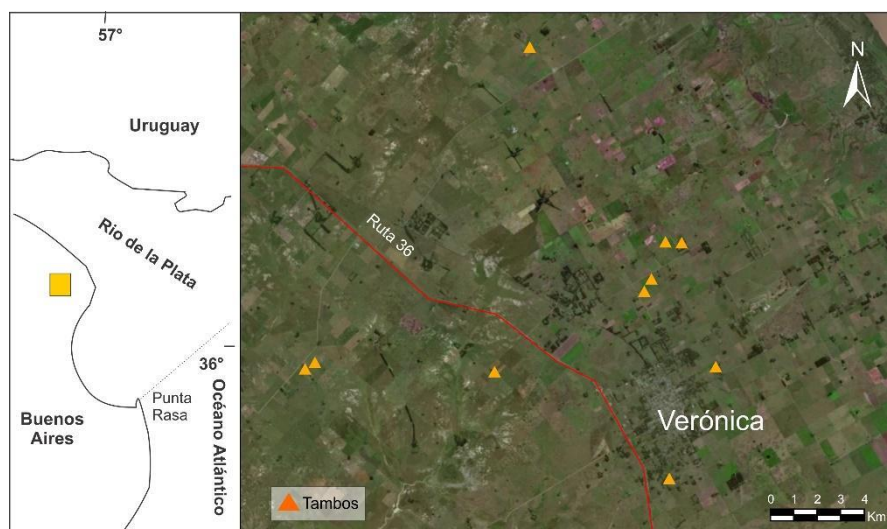 57°
Uruguay
Rio de la Plata
36°
Punta
Rasa
Buenos
Aires
Océano Atlántico
N
Ruta 36
Verónica
Tambos
0 1 2 3 4
Km